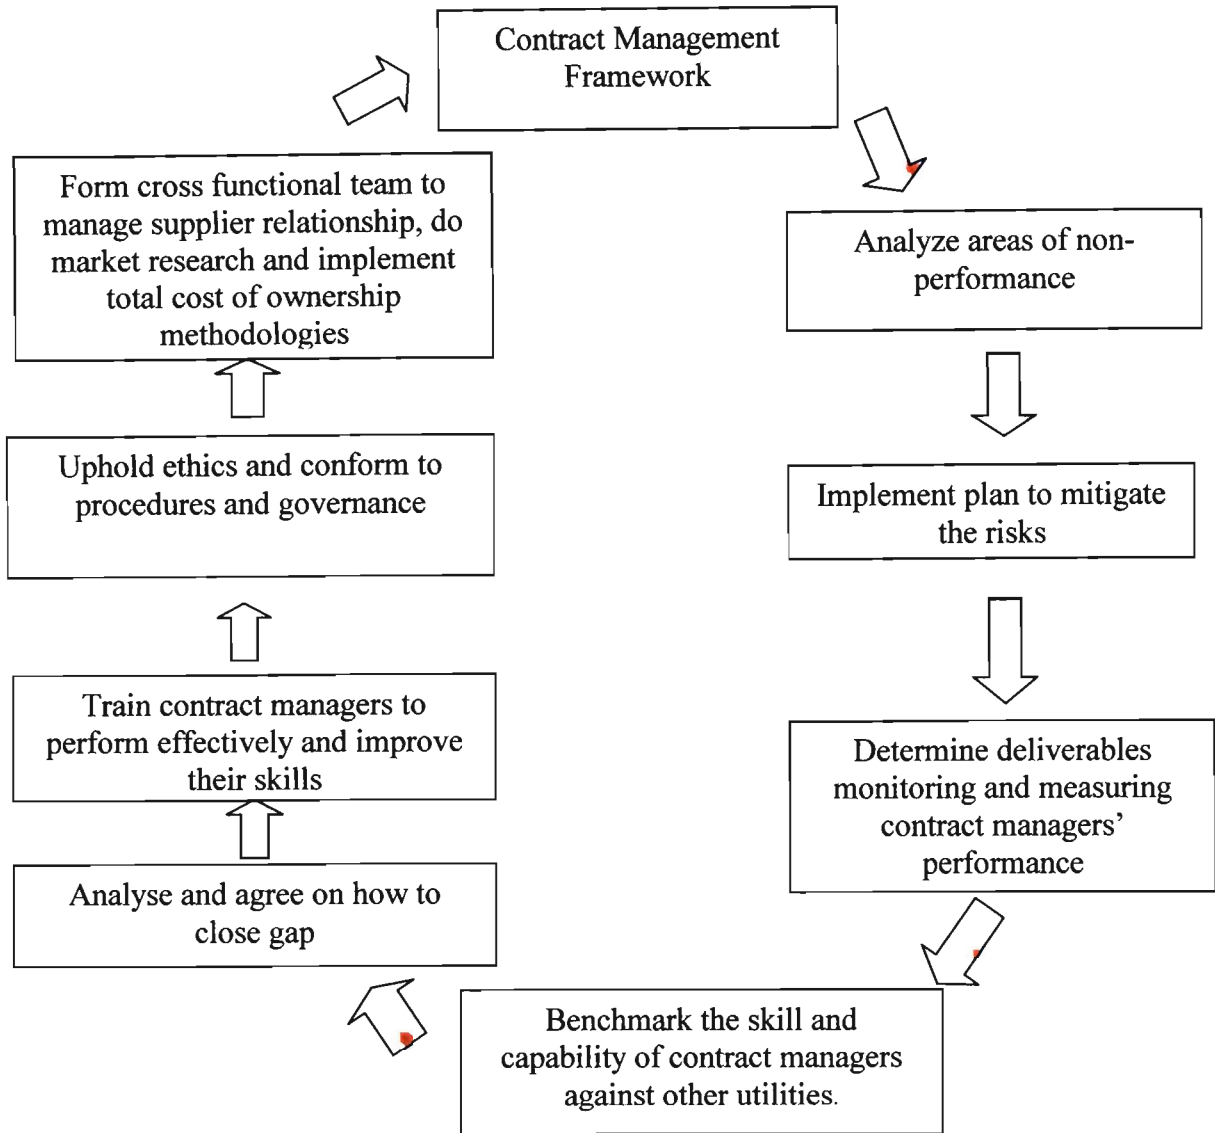 Contract Management
Framework
Analyze areas of non-
performance
Implement plan to mitigate
the risks
Determine deliverables
monitoring and measuring
contract managers’
performance
Benchmark the skill and
capability of contract managers
against other utilities.
Analyse and agree on how to
close gap
Train contract managers to
perform effectively and improve
their skills
Uphold ethics and conform to
procedures and governance
Form cross functional team to
manage supplier relationship, do
market research and implement
total cost of ownership
methodologies